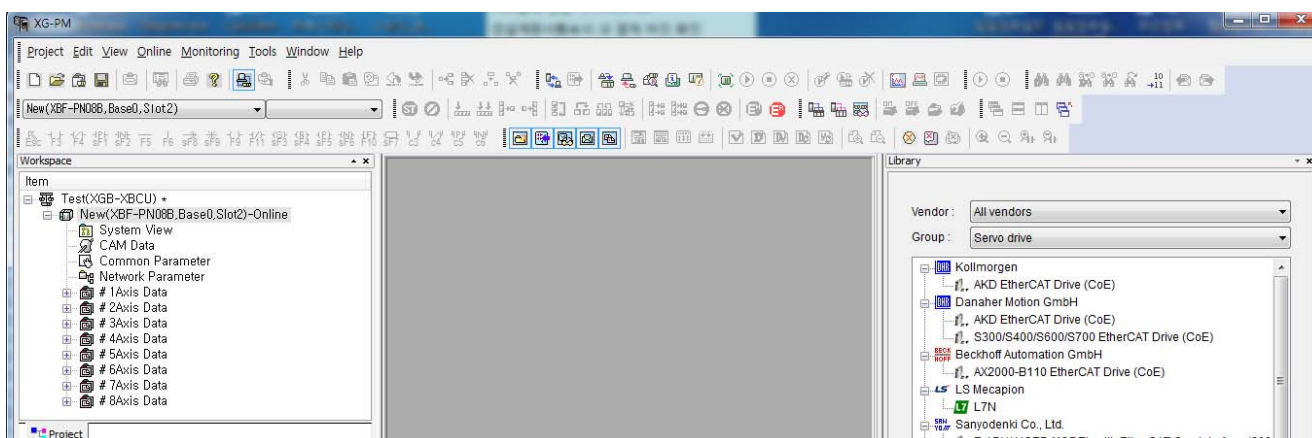 XG-PM
Project Edit View Online Monitoring Tools Window Help
New(XBF-PN08B,Base0,Slot2)
Workspace
Item
Test(XGB-XBCU) *
New(XBF-PN08B,Base0,Slot2)-Online
System View
CAM Data
Common Parameter
Network Parameter
# 1Axis Data
# 2Axis Data
# 3Axis Data
# 4Axis Data
# 5Axis Data
# 6Axis Data
# 7Axis Data
# 8Axis Data
Project
Library
Vendor : All vendors
Group : Servo drive
Kollmorgen
AKD EtherCAT Drive (CoE)
Danaher Motion GmbH
AKD EtherCAT Drive (CoE)
S300/S400/S600/S700 EtherCAT Drive (CoE)
Beckhoff Automation GmbH
AX2000-B110 EtherCAT Drive (CoE)
LS Mecapion
L7N
Sanyodenki Co., Ltd.